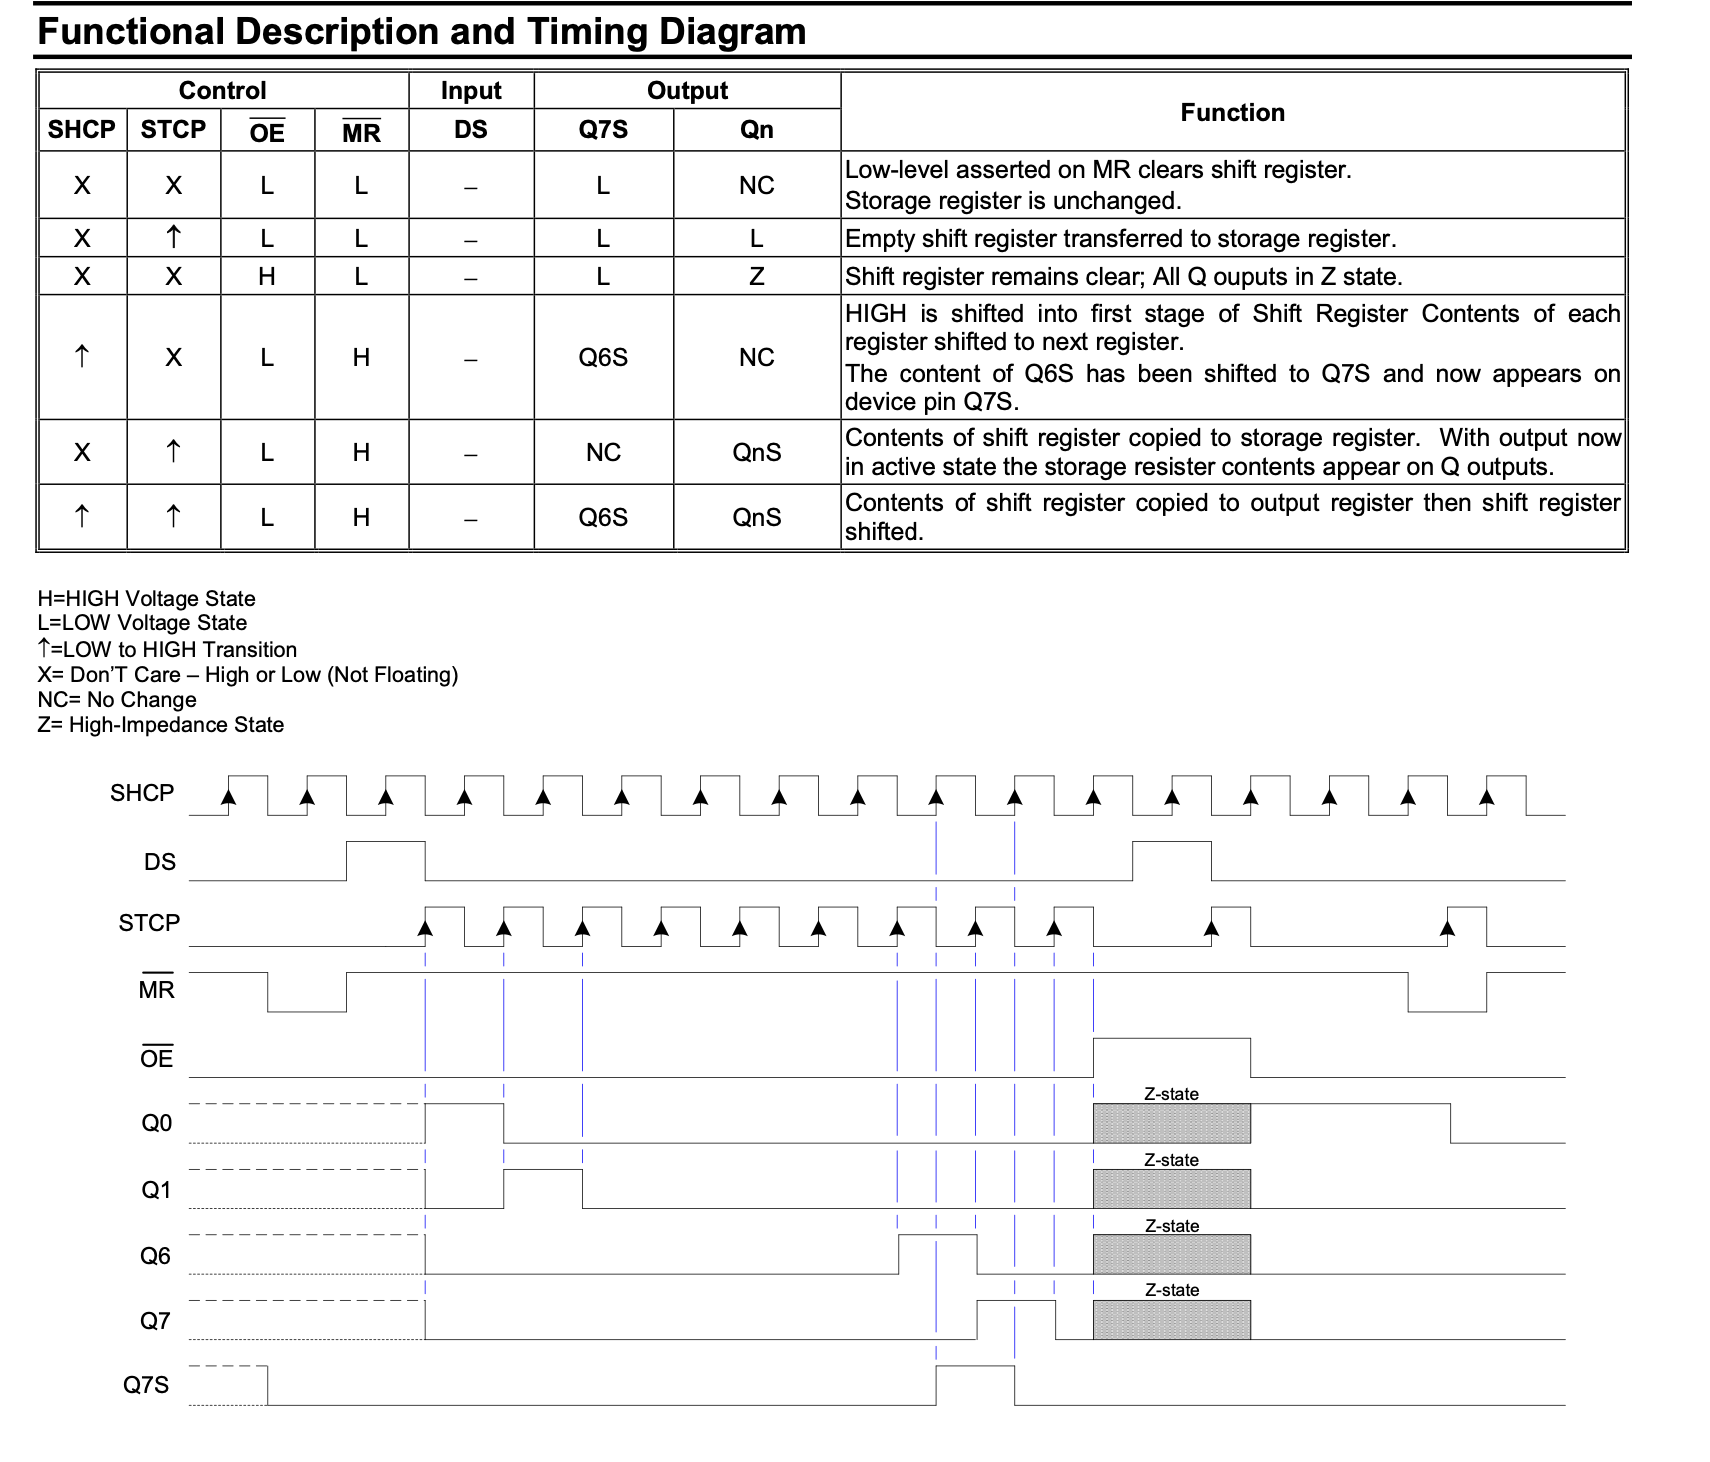 Functional Description and Timing Diagram
Control Input Output Function
SHCP STCP OE MR DS Q7S Qn
X X L L – L NC Low-level asserted on MR clears shift register.
Storage register is unchanged.
X ↑ L L – L L Empty shift register transferred to storage register.
X X H L – L Z Shift register remains clear; All Q ouputs in Z state.
↑ X L H – Q6S NC HIGH is shifted into first stage of Shift Register Contents of each
register shifted to next register.
The content of Q6S has been shifted to Q7S and now appears on
device pin Q7S.
X ↑ L H – NC QnS Contents of shift register copied to storage register. With output now
in active state the storage resister contents appear on Q outputs.
↑ ↑ L H – Q6S QnS Contents of shift register copied to output register then shift register
shifted.
H=HIGH Voltage State
L=LOW Voltage State
↑=LOW to HIGH Transition
X= Don’T Care – High or Low (Not Floating)
NC= No Change
Z= High-Impedance State
SHCP
DS
STCP
MR
OE
Z-state
Q0
Z-state
Q1
Z-state
Q6
Z-state
Q7
Q7S